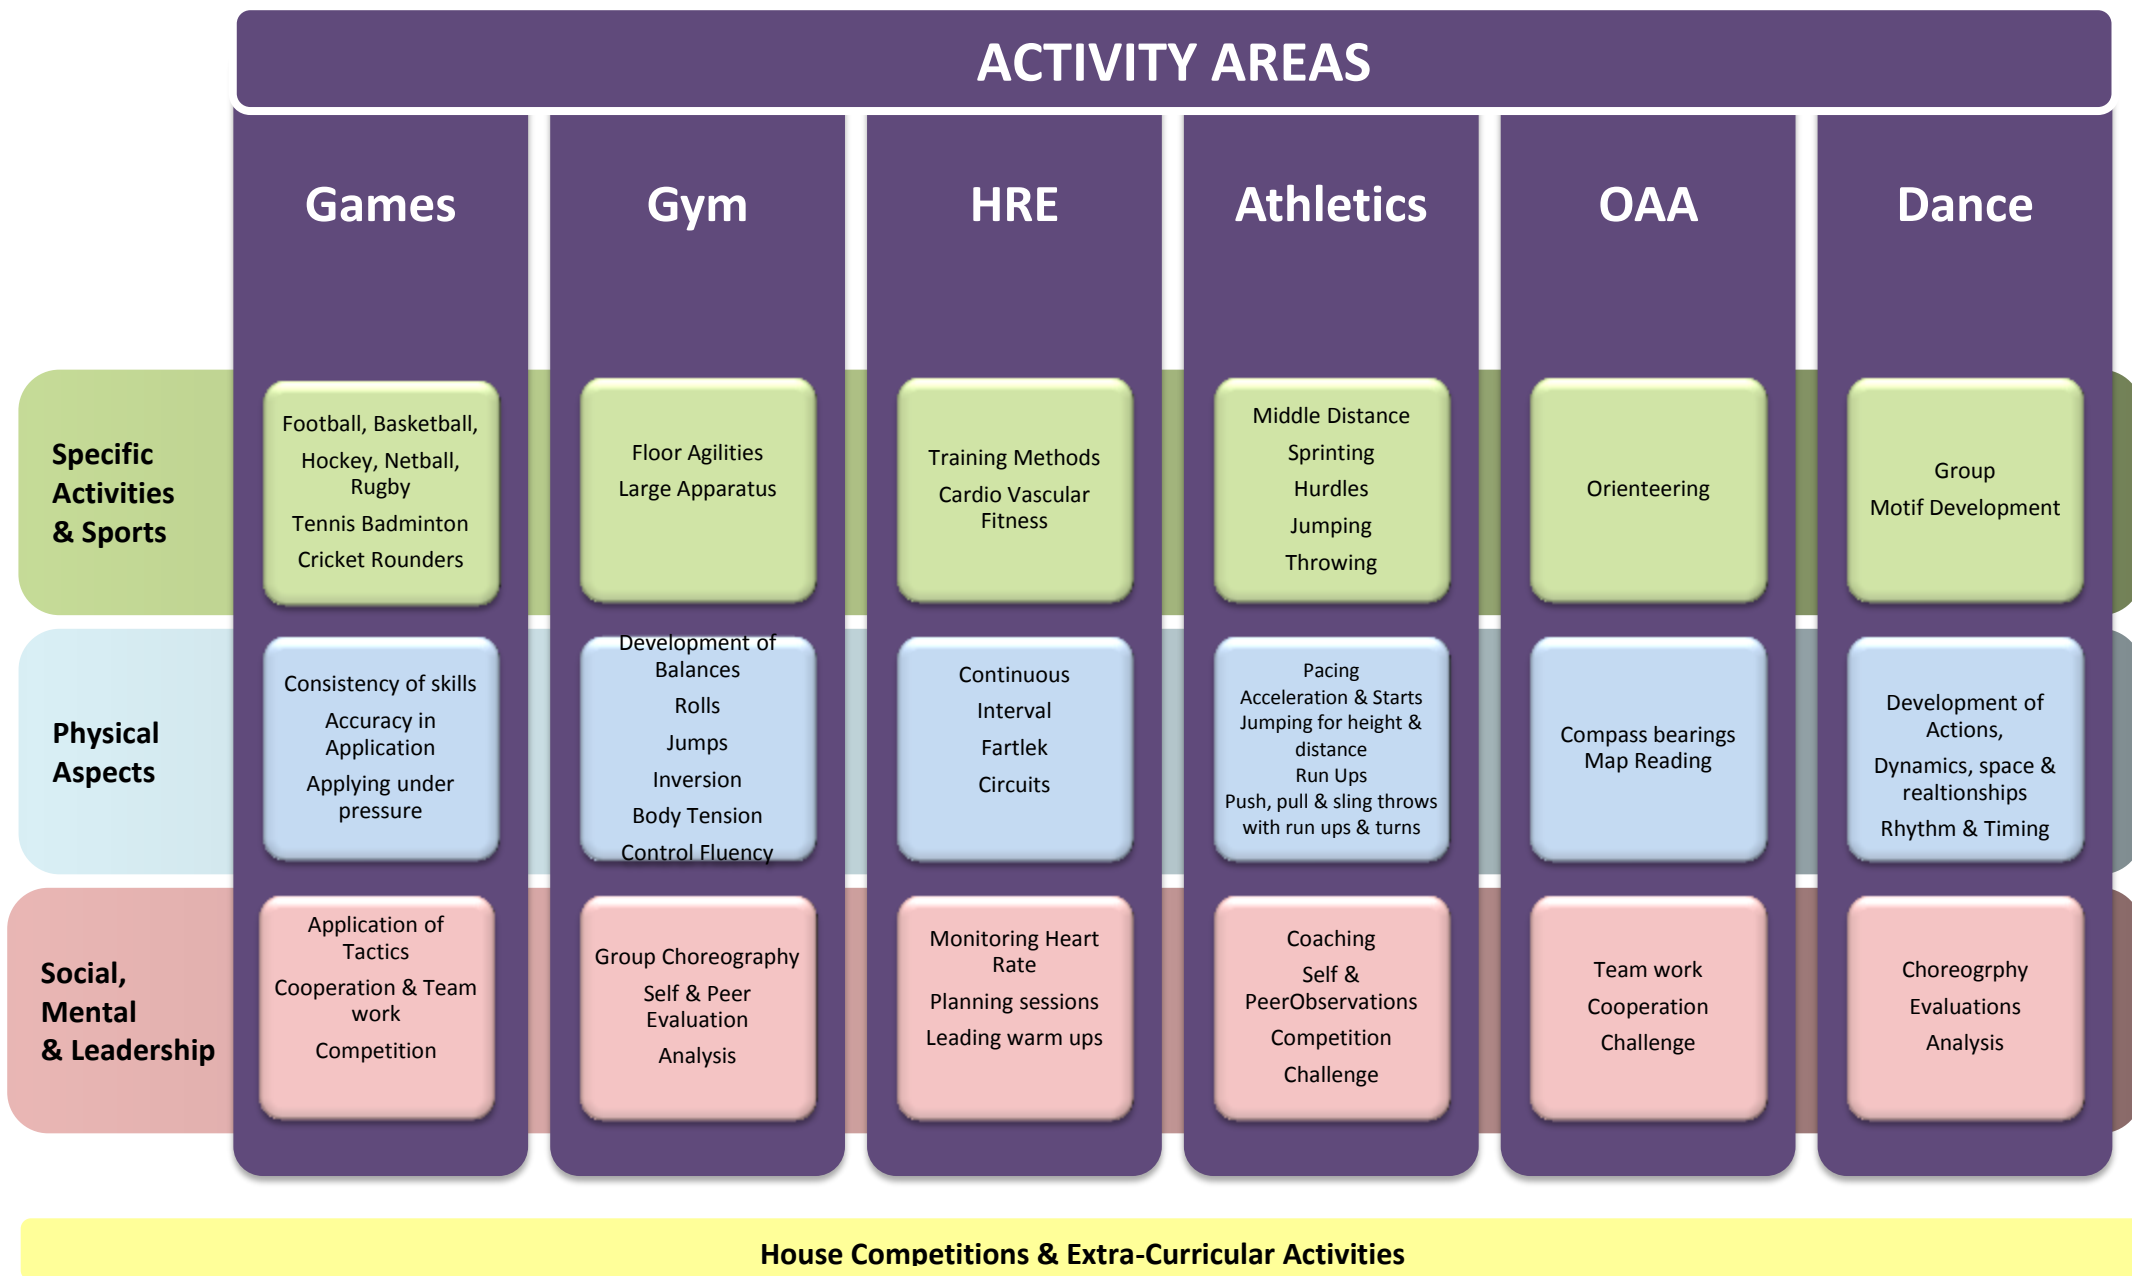 ACTIVITY AREAS
Games
Gym
HRE
Athletics
OAA
Dance
Specific
Activities
& Sports
Football, Basketball,
Hockey, Netball,
Rugby
Tennis Badminton
Cricket Rounders
Floor Agilities
Large Apparatus
Training Methods
Cardio Vascular
Fitness
Middle Distance
Sprinting
Hurdles
Jumping
Throwing
Orienteering
Group
Motif Development
Physical
Aspects
Consistency of skills
Accuracy in
Application
Applying under
pressure
Development of
Balances
Rolls
Jumps
Inversion
Body Tension
Control Fluency
Continuous
Interval
Fartlek
Circuits
Pacing
Acceleration & Starts
Jumping for height &
distance
Run Ups
Push, pull & sling throws
with run ups & turns
Compass bearings
Map Reading
Development of
Actions,
Dynamics, space &
realtionships
Rhythm & Timing
Social,
Mental
& Leadership
Application of
Tactics
Cooperation & Team
work
Competition
Group Choreography
Self & Peer
Evaluation
Analysis
Monitoring Heart
Rate
Planning sessions
Leading warm ups
Coaching
Self &
PeerObservations
Competition
Challenge
Team work
Cooperation
Challenge
Choreogrphy
Evaluations
Analysis
House Competitions & Extra-Curricular Activities